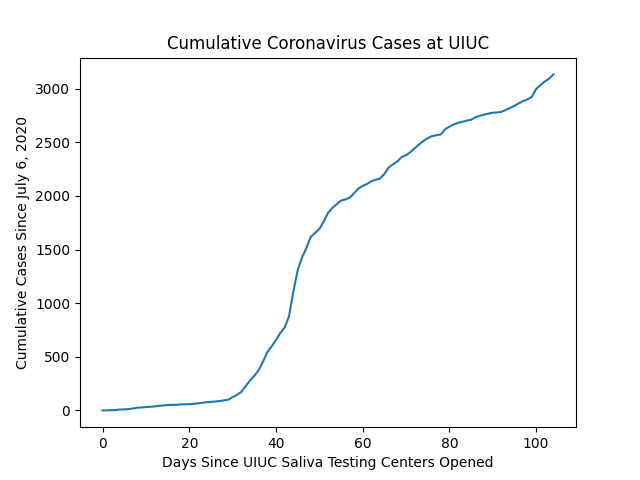 Cumulative Coronavirus Cases at UIUC
Cumulative Cases Since July 6, 2020
3000
2500
2000
1500
1000
500
0
0 20 40 60 80 100
Days Since UIUC Saliva Testing Centers Opened